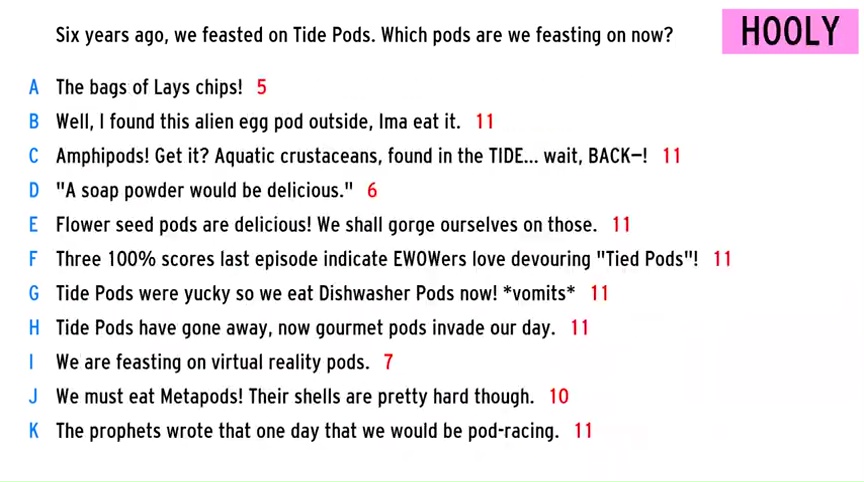 Six years ago, we feasted on Tide Pods. Which pods are we feasting on now?
HOOLY
A The bags of Lays chips! 5
B Well, I found this alien egg pod outside, Ima eat it. 11
C Amphipods! Get it? Aquatic crustaceans, found in the TIDE... wait, BACK—! 11
D "A soap powder would be delicious." 6
E Flower seed pods are delicious! We shall gorge ourselves on those. 11
F Three 100% scores last episode indicate EWOWers love devouring "Tied Pods"! 11
G Tide Pods were yucky so we eat Dishwasher Pods now! *vomits* 11
H Tide Pods have gone away, now gourmet pods invade our day. 11
I We are feasting on virtual reality pods. 7
J We must eat Metapods! Their shells are pretty hard though. 10
K The prophets wrote that one day that we would be pod-racing. 11